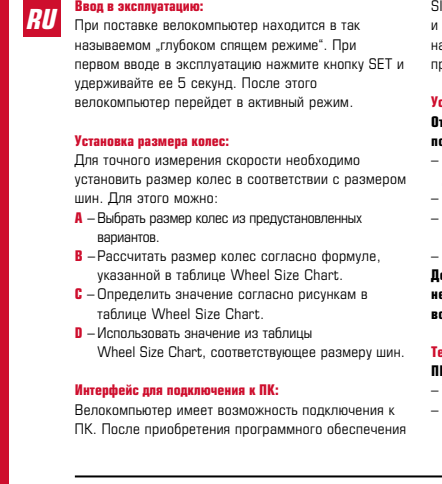 RU
Ввод в эксплуатацию:
При поставке велокомпьютер находится в так
называемом „глубоком спящем режиме“. При
первом вводе в эксплуатацию нажмите кнопку SET и
удерживайте ее 5 секунд. После этого
велокомпьютер перейдет в активный режим.
Установка размера колес:
Для точного измерения скорости необходимо
установить размер колес в соответствии с размером
шин. Для этого можно:
A – Выбрать размер колес из предустановленных
вариантов.
B – Рассчитать размер колес согласно формуле,
указанной в таблице Wheel Size Chart.
C – Определить значение согласно рисункам в
таблице Wheel Size Chart.
D – Использовать значение из таблицы
Wheel Size Chart, соответствующее размеру шин.
Интерфейс для подключения к ПК:
Велокомпьютер имеет возможность подключения к
ПК. После приобретения программного обеспечения